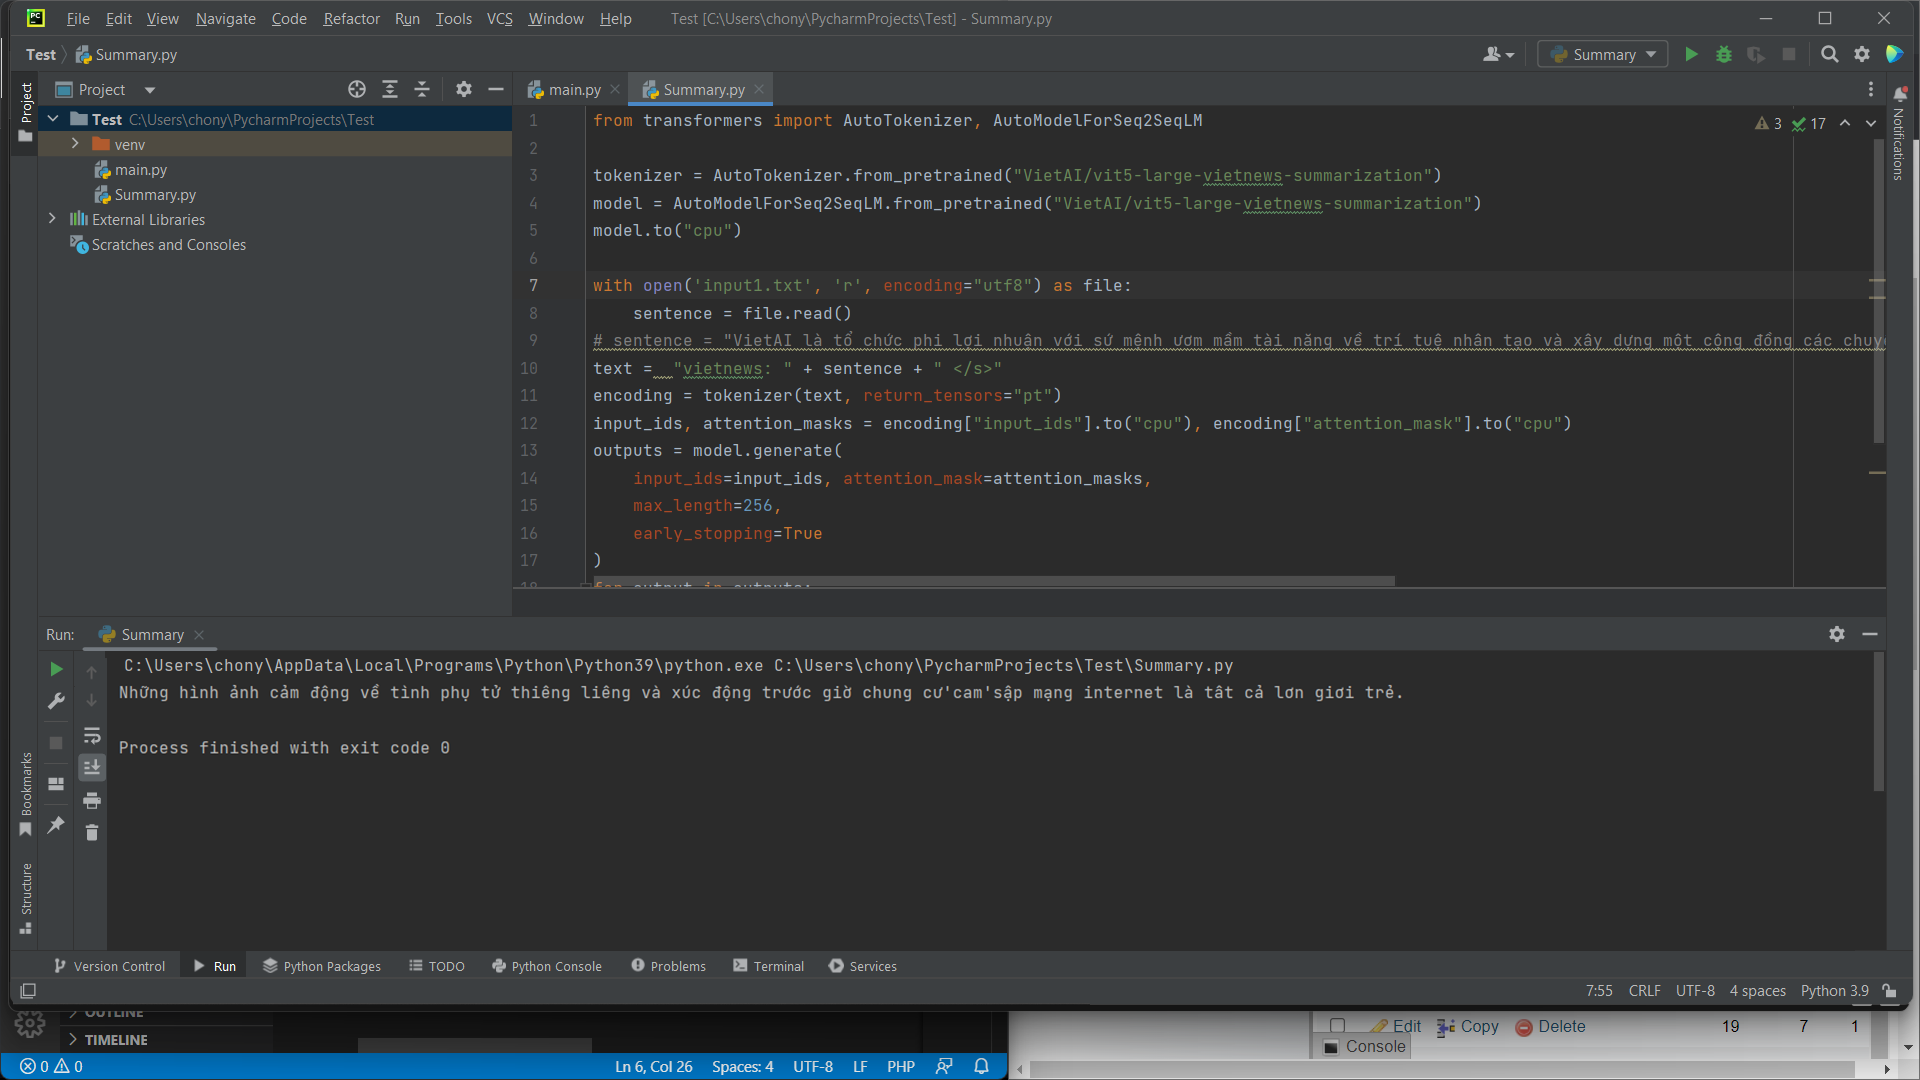 File Edit View Navigate Code Refactor Run Tools VCS Window Help Test [C:\Users\chony\PycharmProjects\Test] - Summary.py
Test Summary.py
Summary
Project
main.py
Summary.py
Test C:\Users\chony\PycharmProjects\Test
venv
main.py
Summary.py
External Libraries
Scratches and Consoles
Project
Bookmarks
Structure
Notifications
3 17
1 from transformers import AutoTokenizer, AutoModelForSeq2SeqLM
2
3 tokenizer = AutoTokenizer.from_pretrained("VietAI/vit5-large-vietnews-summarization")
4 model = AutoModelForSeq2SeqLM.from_pretrained("VietAI/vit5-large-vietnews-summarization")
5 model.to("cpu")
6
7 with open('input1.txt', 'r', encoding="utf8") as file:
8 sentence = file.read()
9 # sentence = "VietAI là tổ chức phi lợi nhuận với sứ mệnh ươm mầm tài năng về trí tuệ nhân tạo và xây dựng một cộng đồng các chuy
10 text = "vietnews: " + sentence + " </s>"
11 encoding = tokenizer(text, return_tensors="pt")
12 input_ids, attention_masks = encoding["input_ids"].to("cpu"), encoding["attention_mask"].to("cpu")
13 outputs = model.generate(
14 input_ids=input_ids, attention_mask=attention_masks,
15 max_length=256,
16 early_stopping=True
17 )
18 for output in outputs:
Run: Summary
C:\Users\chony\AppData\Local\Programs\Python\Python39\python.exe C:\Users\chony\PycharmProjects\Test\Summary.py
Những hình ảnh cảm động về tình phụ tử thiêng liêng và xúc động trước giờ chung cư'cam'sập mạng internet là tât cả lơn giơi trẻ.
Process finished with exit code 0
Version Control Run Python Packages TODO Python Console Problems Terminal Services
7:55 CRLF UTF-8 4 spaces Python 3.9
OUTLINE
TIMELINE
0 0 Ln 6, Col 26 Spaces: 4 UTF-8 LF PHP
Edit Copy Delete 19 7 1
Console